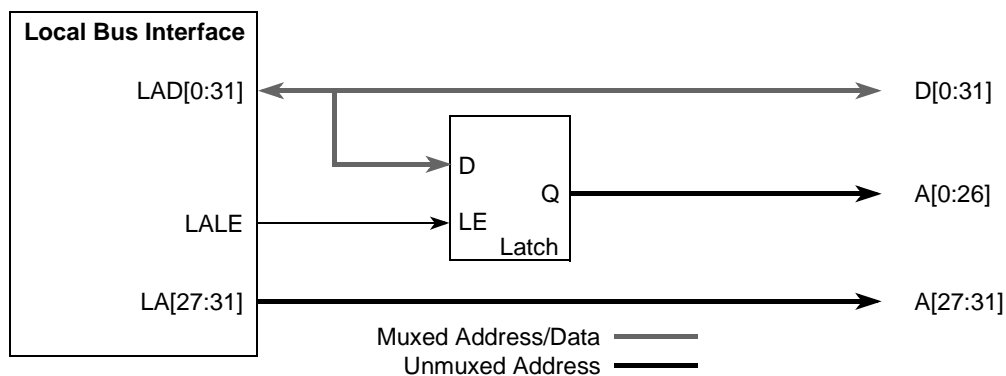 Local Bus Interface
LAD[0:31]
D[0:31]
D
Q
A[0:26]
LALE
LE
Latch
LA[27:31]
A[27:31]
Muxed Address/Data
Unmuxed Address